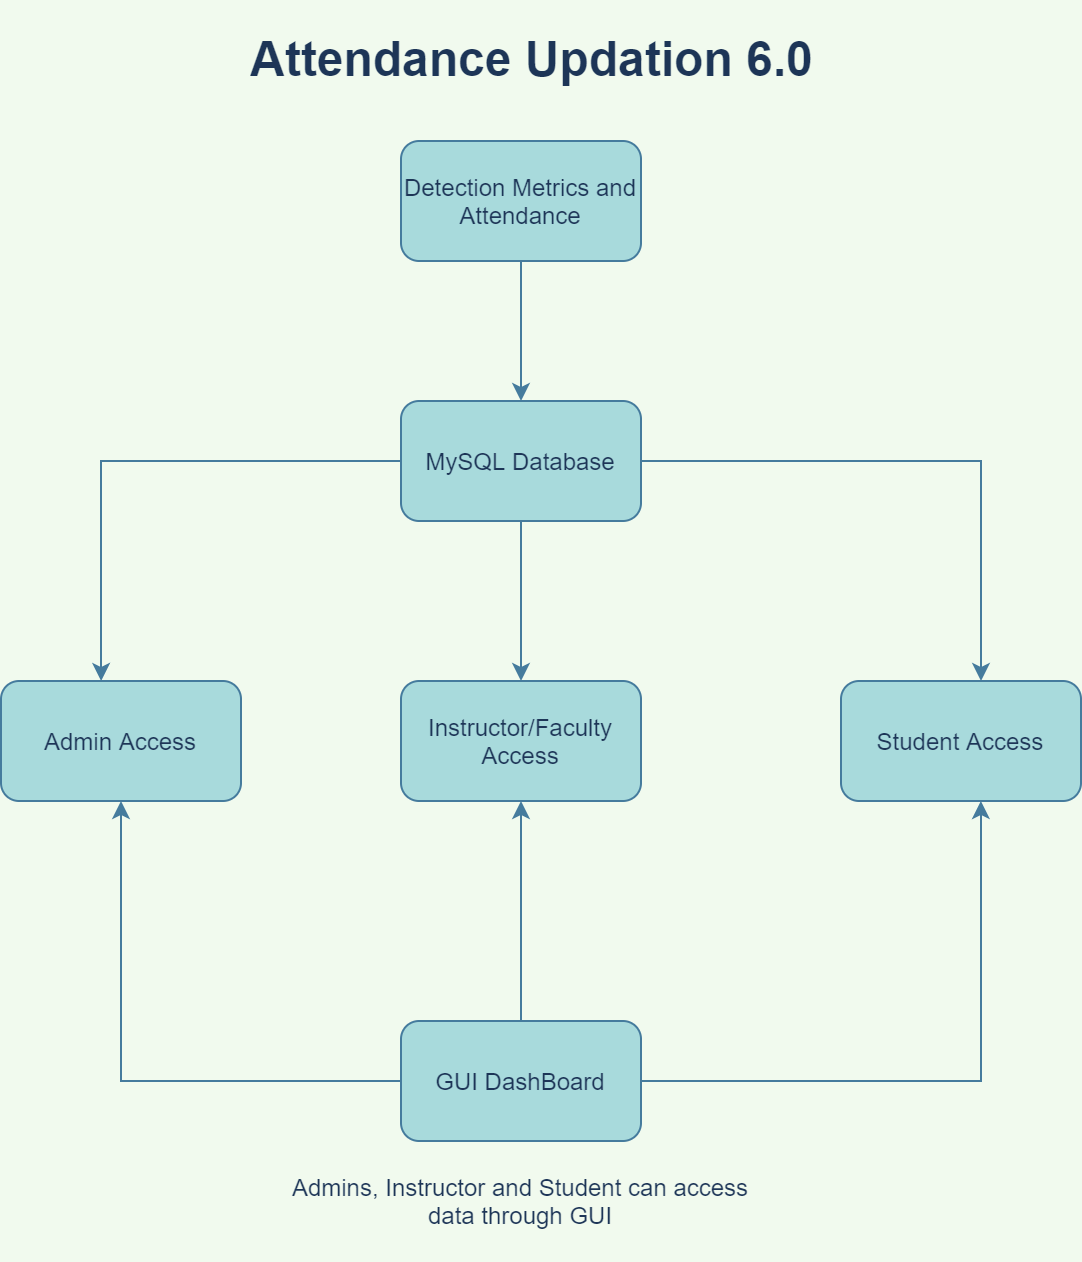 Attendance Updation 6.0
Detection Metrics and
Attendance
MySQL Database
Admin Access
Instructor/Faculty
Access
Student Access
GUI DashBoard
Admins, Instructor and Student can access
data through GUI